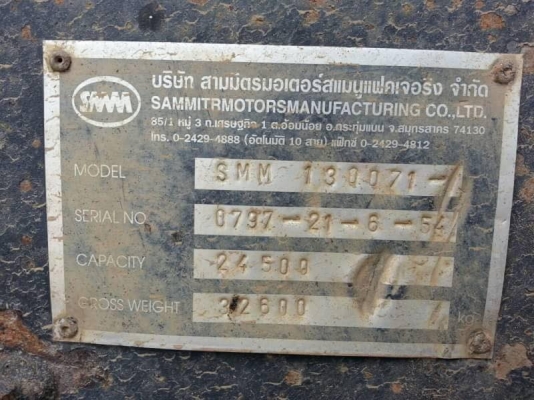 SMM
บริษัท สามมิตรมอเตอร์สแมนูแฟคเจอริง จำกัด
SAMMITRMOTORSMANUFACTURING CO.,LTD.
85/1 หมู่ 3 ถ.เศรษฐกิจ 1 ต.อ้อมน้อย อ.กระทุ่มแบน จ.สมุทรสาคร 74130
โทร. 0-2429-4888 (อัตโนมัติ 10 สาย) แฟ็กซ์ 0-2429-4812
MODEL SMM 130071-
SERIAL NO 0797-21-6-54
CAPACITY 24500
GROSS WEIGHT 32600 kg